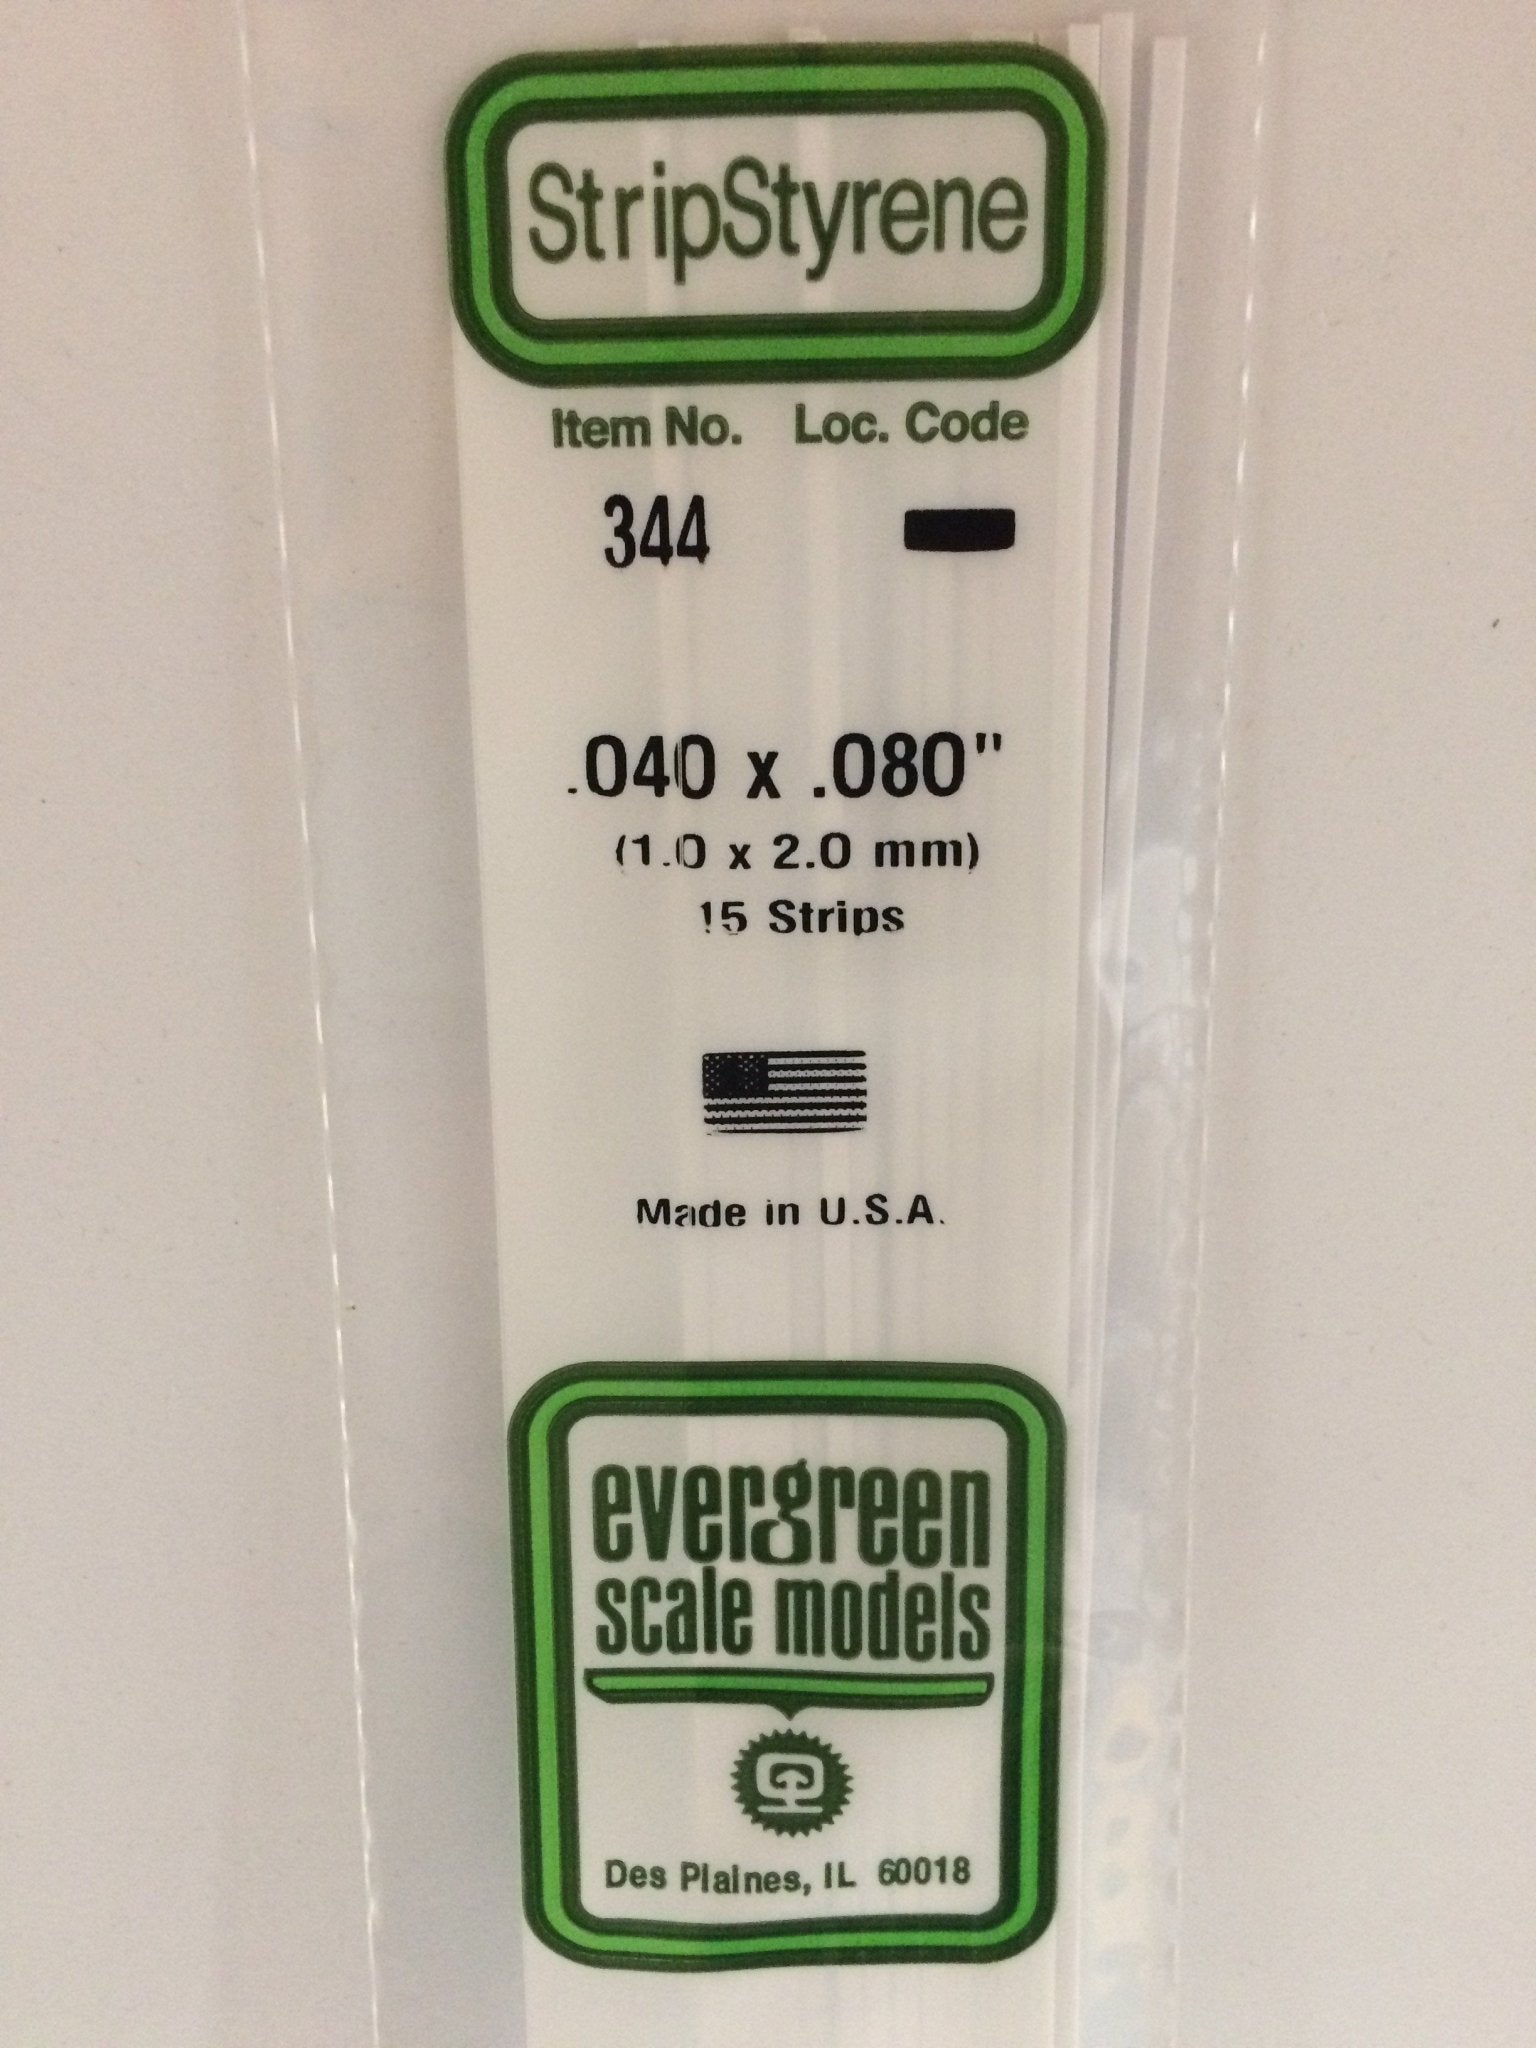 StripStyrene
Item No. Loc. Code
344
.040 x .080"
(1.0 x 2.0 mm)
15 Strips
Made in U.S.A.
evergreen
scale models
Des Plaines, IL 60018